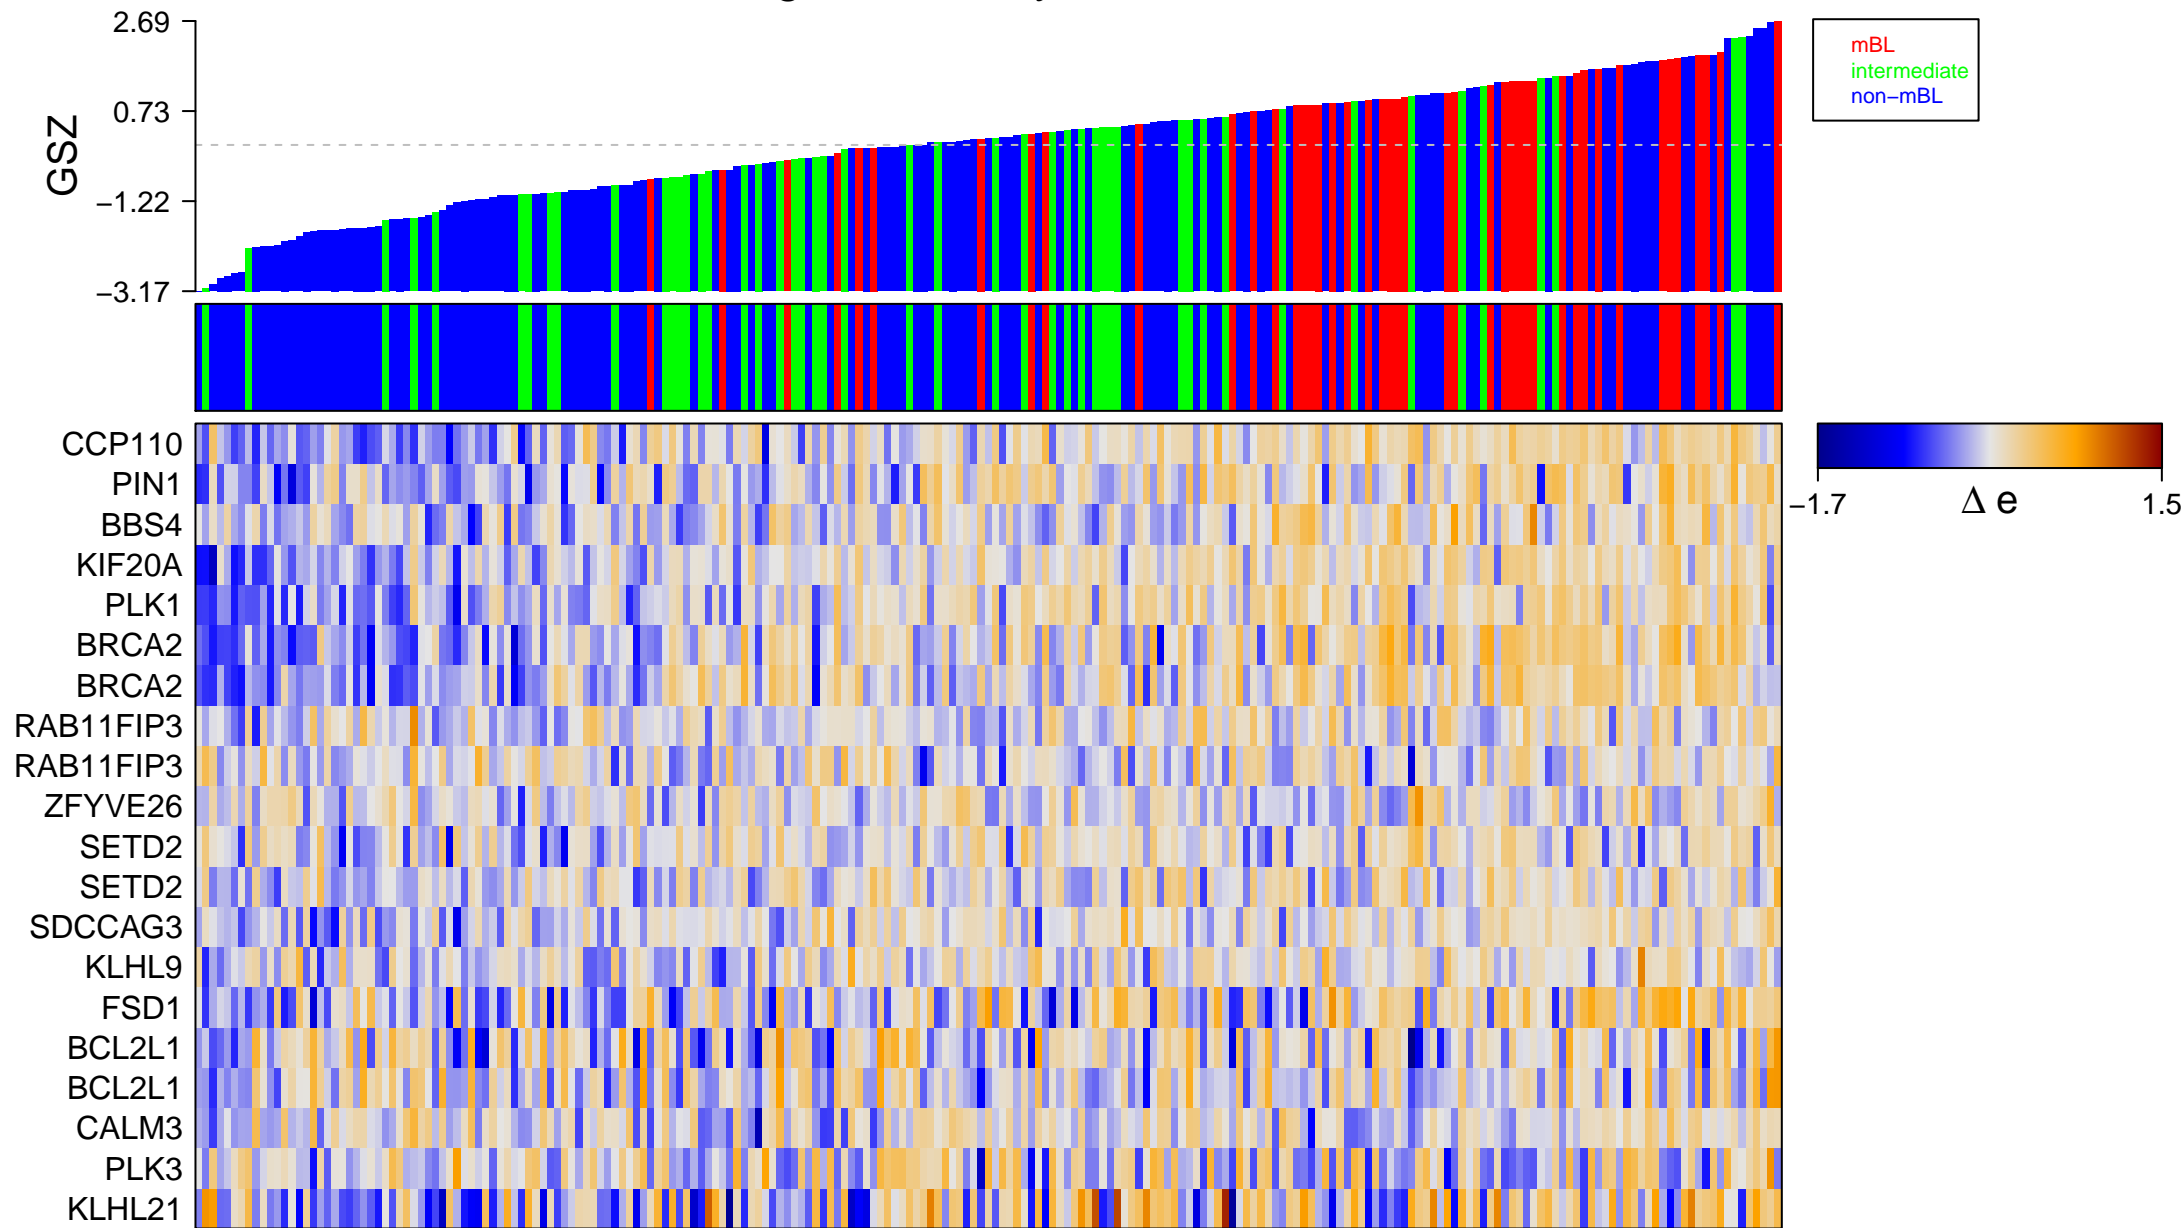 2.69
0.73
−1.22
−3.17
GSZ
mBL
intermediate
non−mBL
CCP110
PIN1
BBS4
KIF20A
PLK1
BRCA2
BRCA2
RAB11FIP3
RAB11FIP3
ZFYVE26
SETD2
SETD2
SDCCAG3
KLHL9
FSD1
BCL2L1
BCL2L1
CALM3
PLK3
KLHL21
−1.7 Δ e 1.5